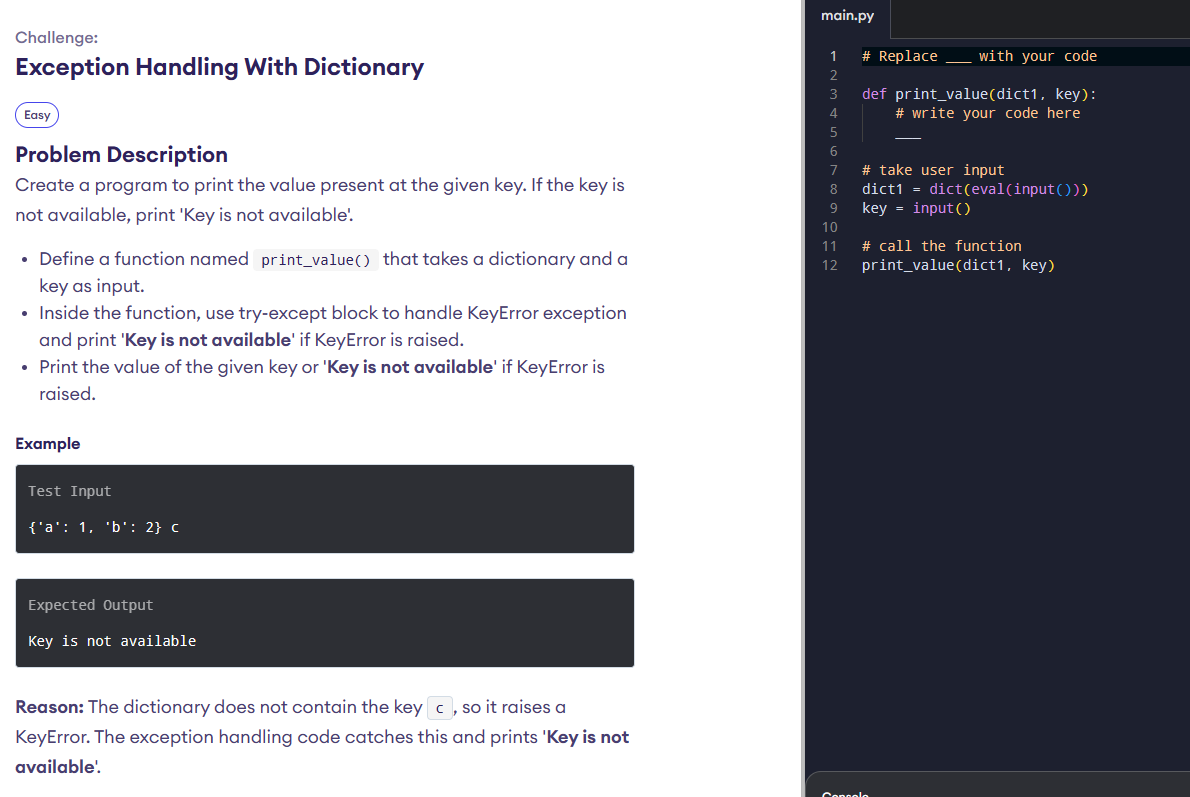 Challenge:
Exception Handling With Dictionary
Easy
Problem Description
Create a program to print the value present at the given key. If the key is
not available, print 'Key is not available'.
• Define a function named print_value() that takes a dictionary and a
key as input.
• Inside the function, use try-except block to handle KeyError exception
and print 'Key is not available' if KeyError is raised.
• Print the value of the given key or 'Key is not available' if KeyError is
raised.
Example
Test Input
{'a': 1, 'b': 2} c
Expected Output
Key is not available
Reason: The dictionary does not contain the key c, so it raises a
KeyError. The exception handling code catches this and prints 'Key is not
available'.
main.py
1 # Replace ___ with your code
2
3 def print_value(dict1, key):
4     # write your code here
5     ___
6
7 # take user input
8 dict1 = dict(eval(input()))
9 key = input()
10
11 # call the function
12 print_value(dict1, key)
Console